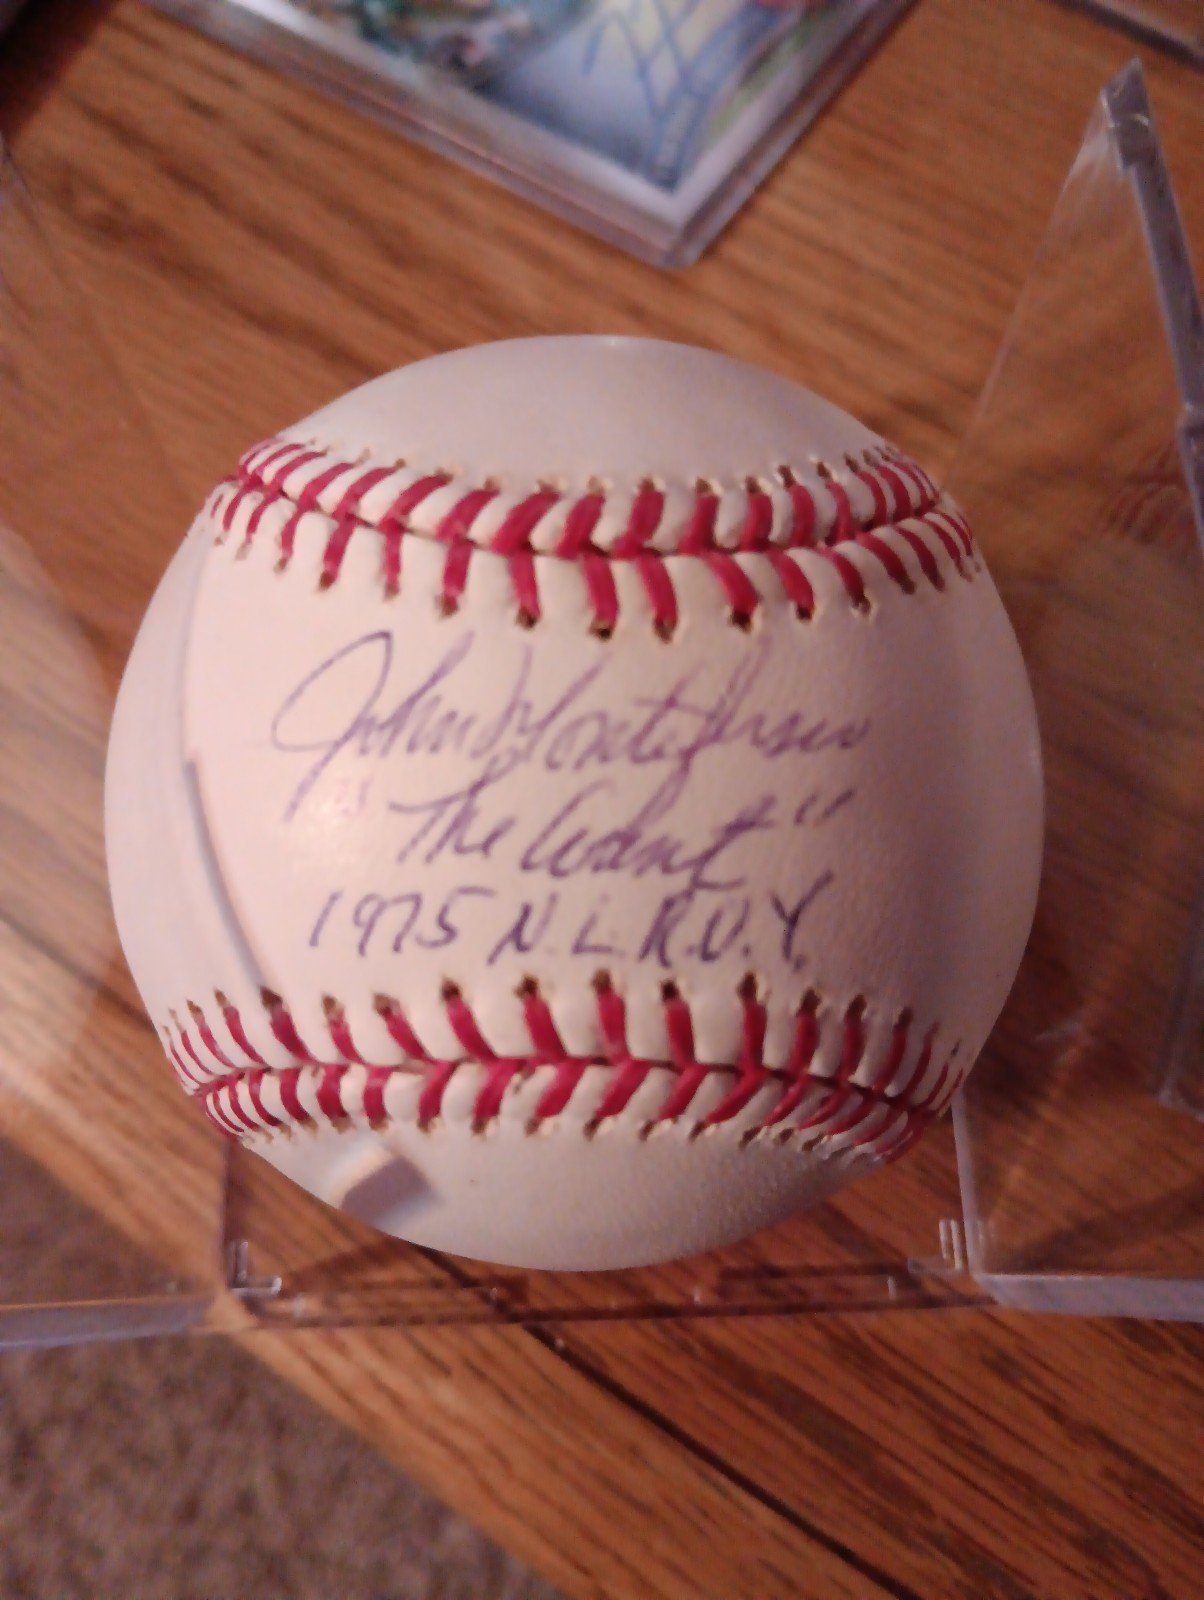 John Montefusco
"The Count"
1975 N.L.R.O.Y.